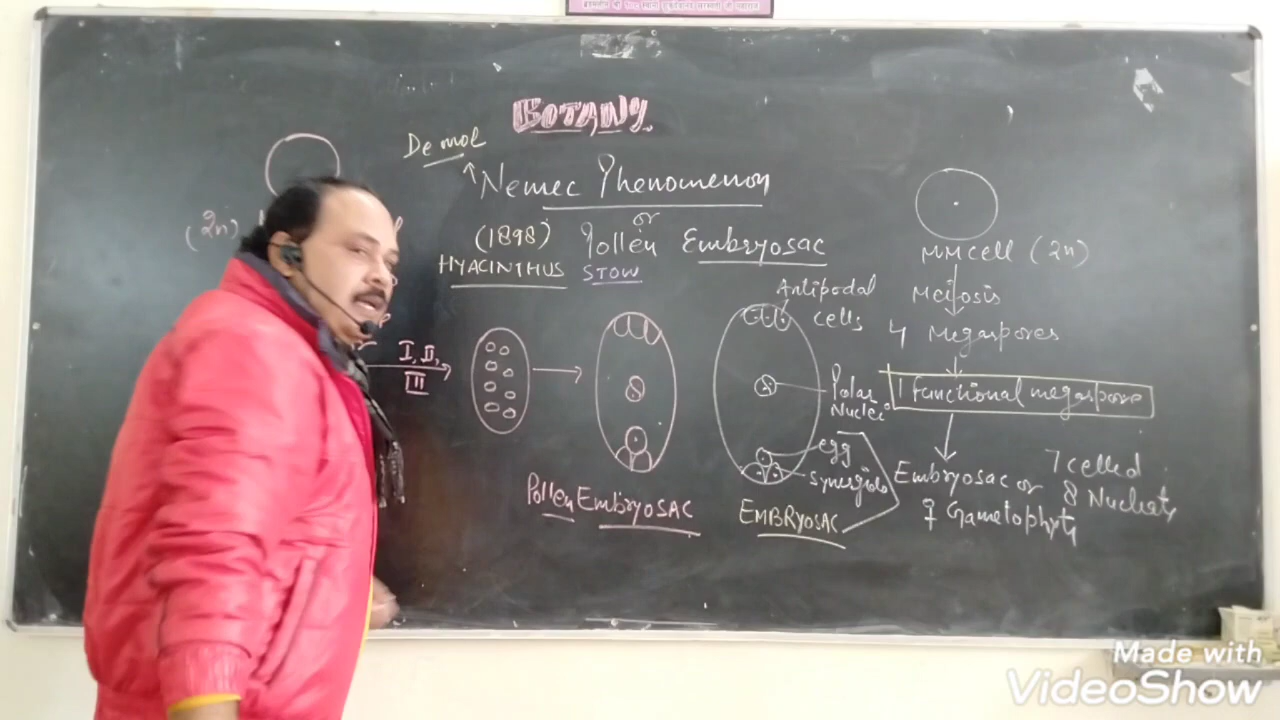 BOTANY.
De mol
Nemec Phenomenon
or
(1898) Pollen Embryosac
HYACINTHUS STOW
(2n)
I, II,
III
Pollen EMBRYOSAC
Antipodal
cells
Polar
Nuclei
egg
Synergids
EMBRYOSAC
MMCell (2n)
Meiosis
4 Megaspores
1 functional megaspore
Embryosac or 7 celled
8 Nucleate
♀ Gametophyte
Made with
VideoShow